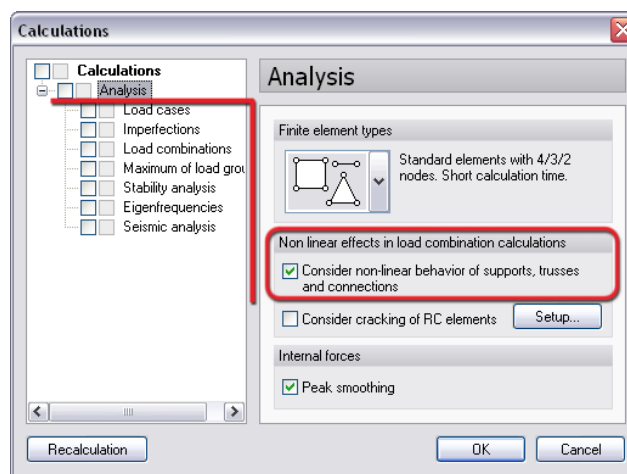 Calculations
Calculations
Analysis
Load cases
Imperfections
Load combinations
Maximum of load grou
Stability analysis
Eigenfrequencies
Seismic analysis
Analysis
Finite element types
Standard elements with 4/3/2
nodes. Short calculation time.
Non linear effects in load combination calculations
Consider non-linear behavior of supports, trusses
and connections
Consider cracking of RC elements
Setup...
Internal forces
Peak smoothing
Recalculation
OK
Cancel